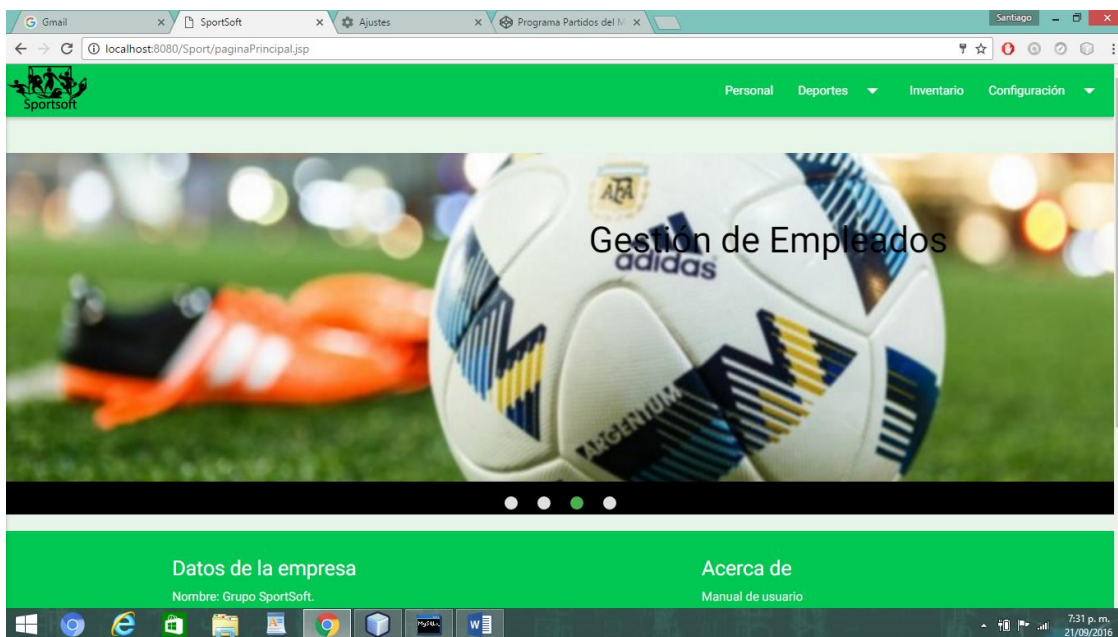 Gmail
SportSoft
Ajustes
Programa Partidos del M
Santiago
localhost:8080/Sport/paginaPrincipal.jsp
Sportsoft
Personal
Deportes
Inventario
Configuración
AFA
Gestión de Empleados
adidas
ARGENTUM
Datos de la empresa
Nombre: Grupo SportSoft.
Acerca de
Manual de usuario
MySQL
7:31 p. m.
21/09/2016